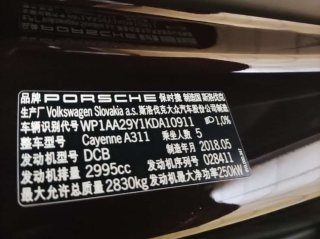 品牌 PORSCHE 保时捷 制造国 斯洛伐克
生产厂 Volkswagen Slovakia a.s. 斯洛伐克大众汽车股份公司制造
车辆识别代号 WP1AA29Y1KDA10911 1,0%
整车型号 Cayenne A311 乘坐人数 5
发动机型号 DCB 制造年月 2018.05
发动机排量 2995cc 发动机序列号 028411
最大允许总质量 2830kg 发动机最大净功率 250kW